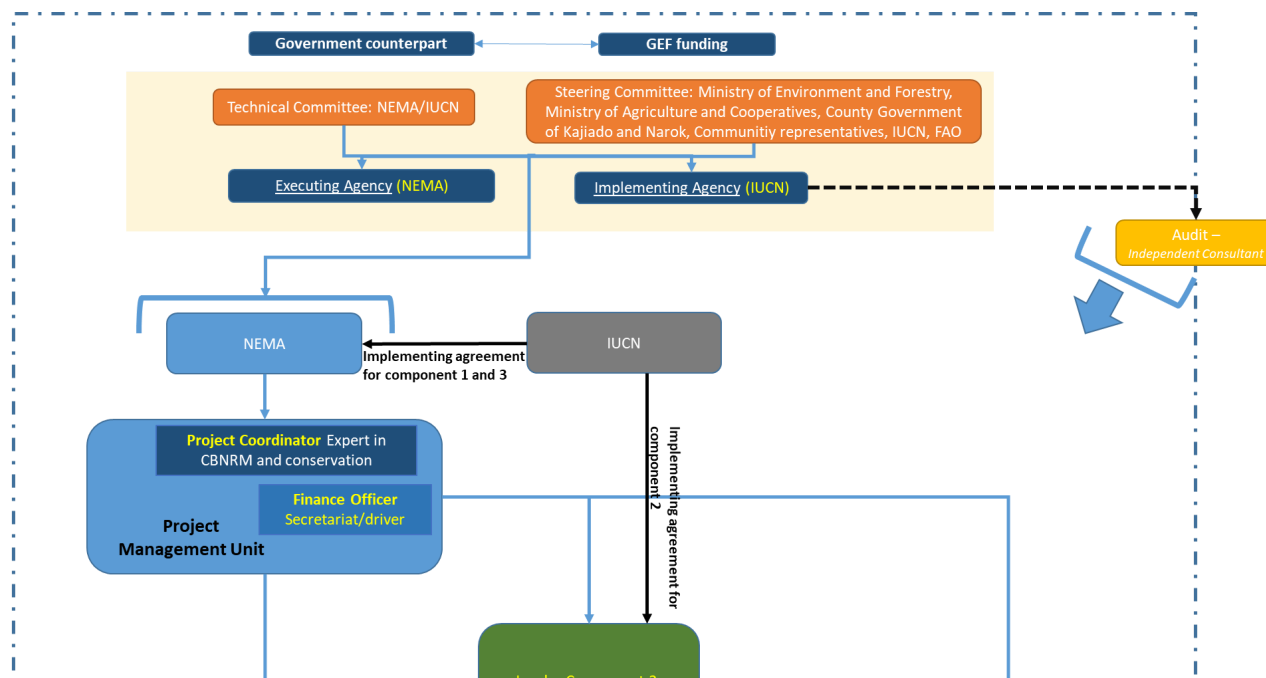 Government counterpart
GEF funding
Technical Committee: NEMA/IUCN
Steering Committee: Ministry of Environment and Forestry,
Ministry of Agriculture and Cooperatives, County Government
of Kajiado and Narok, Communitiy representatives, IUCN, FAO
Executing Agency (NEMA)
Implementing Agency (IUCN)
Audit –
Independent Consultant
NEMA
IUCN
Implementing agreement
for component 1 and 3
Project Coordinator Expert in
CBNRM and conservation
Finance Officer
Secretariat/driver
Project
Management Unit
Implementing agreement for
component 2